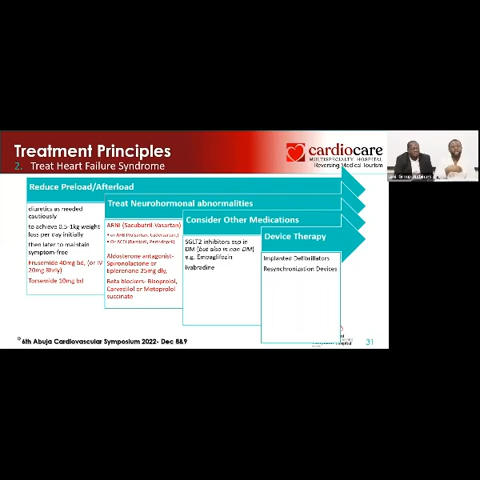 Treatment Principles
2. Treat Heart Failure Syndrome
cardiocare
MULTISPECIALTY HOSPITAL
Reversing Medical Tourism
Reduce Preload/Afterload
diuretics as needed
cautiously
to achieve 0.5-1kg weight
loss per day initially
then later to maintain
symptom-free
Frusemide 40mg bd, (or IV
20mg 8hrly)
Torsemide 10mg bd
Treat Neurohormonal abnormalities
ARNI (Sacubutril Vasartan)
Aldosterone antagonist-
Spironolactone or
Eplerenone 25mg dly,
Beta blockers- Bisoprolol,
Carvedilol or Metoprolol
succinate
Consider Other Medications
SGLT2 inhibitors esp in
DM (but also in non DM)
e.g. Empaglifozin
Ivabradine
Device Therapy
Implanted Defibrillators
Resynchronization Devices
6th Abuja Cardiovascular Symposium 2022- Dec 8&9
Hospital
31